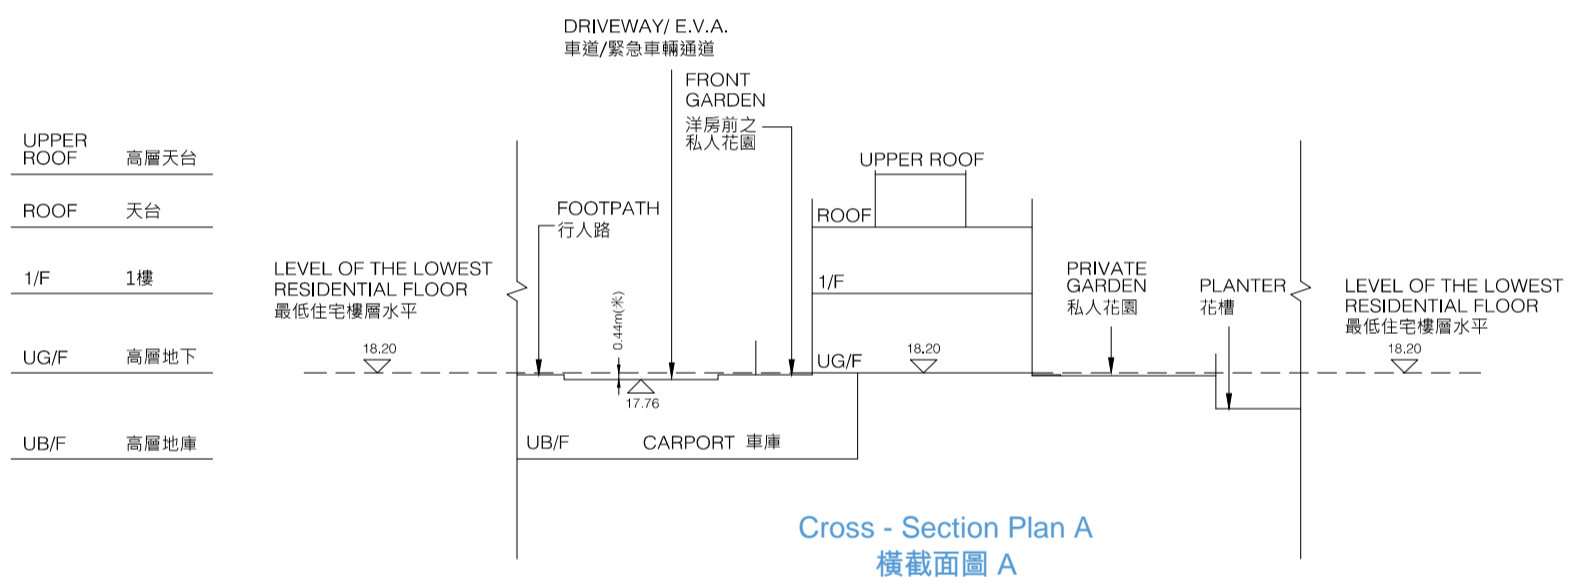 DRIVEWAY/ E.V.A.
車道/緊急車輛通道
FRONT
GARDEN
洋房前之
私人花園
UPPER
ROOF 高層天台
ROOF 天台
1/F 1樓
UG/F 高層地下
UB/F 高層地庫
LEVEL OF THE LOWEST
RESIDENTIAL FLOOR
最低住宅樓層水平
18.20
FOOTPATH
行人路
0.44m(米)
17.76
UPPER ROOF
ROOF
1/F
UG/F
18.20
UB/F CARPORT 車庫
PRIVATE
GARDEN
私人花園
PLANTER
花槽
LEVEL OF THE LOWEST
RESIDENTIAL FLOOR
最低住宅樓層水平
18.20
Cross - Section Plan A
橫截面圖 A